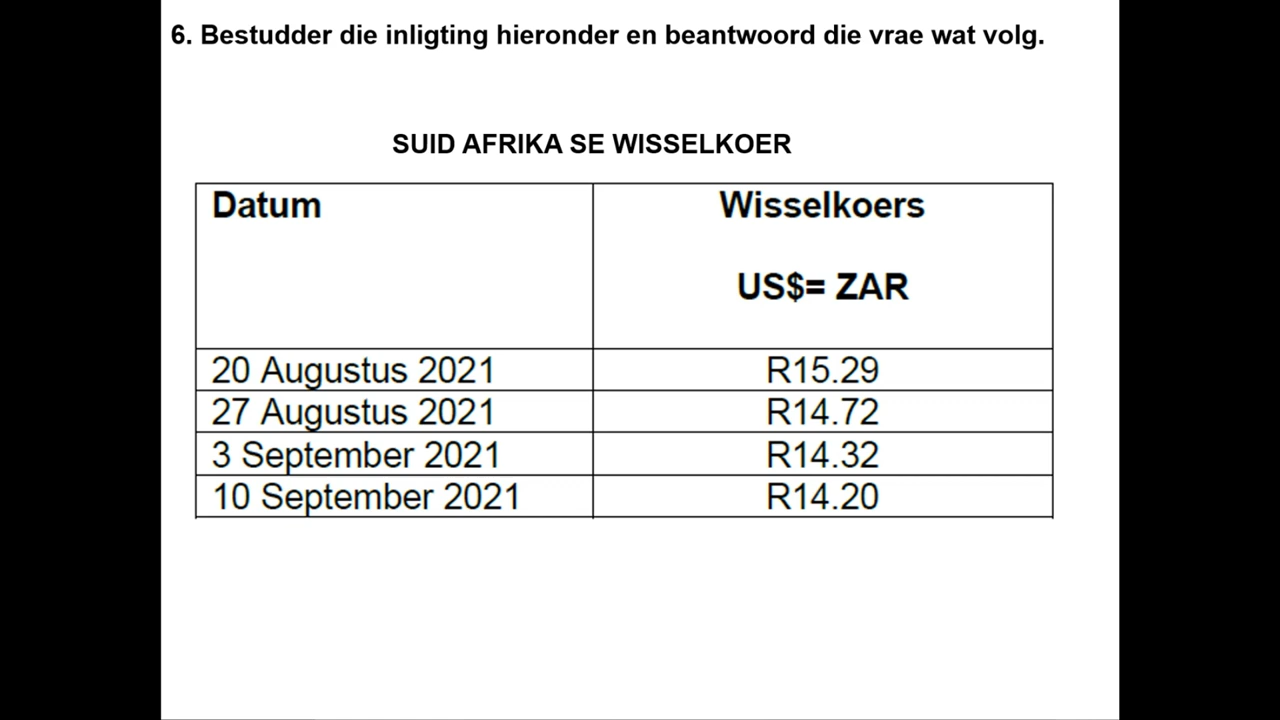 6. Bestudder die inligting hieronder en beantwoord die vrae wat volg.
SUID AFRIKA SE WISSELKOER
Datum Wisselkoers
US$= ZAR
20 Augustus 2021 R15.29
27 Augustus 2021 R14.72
3 September 2021 R14.32
10 September 2021 R14.20